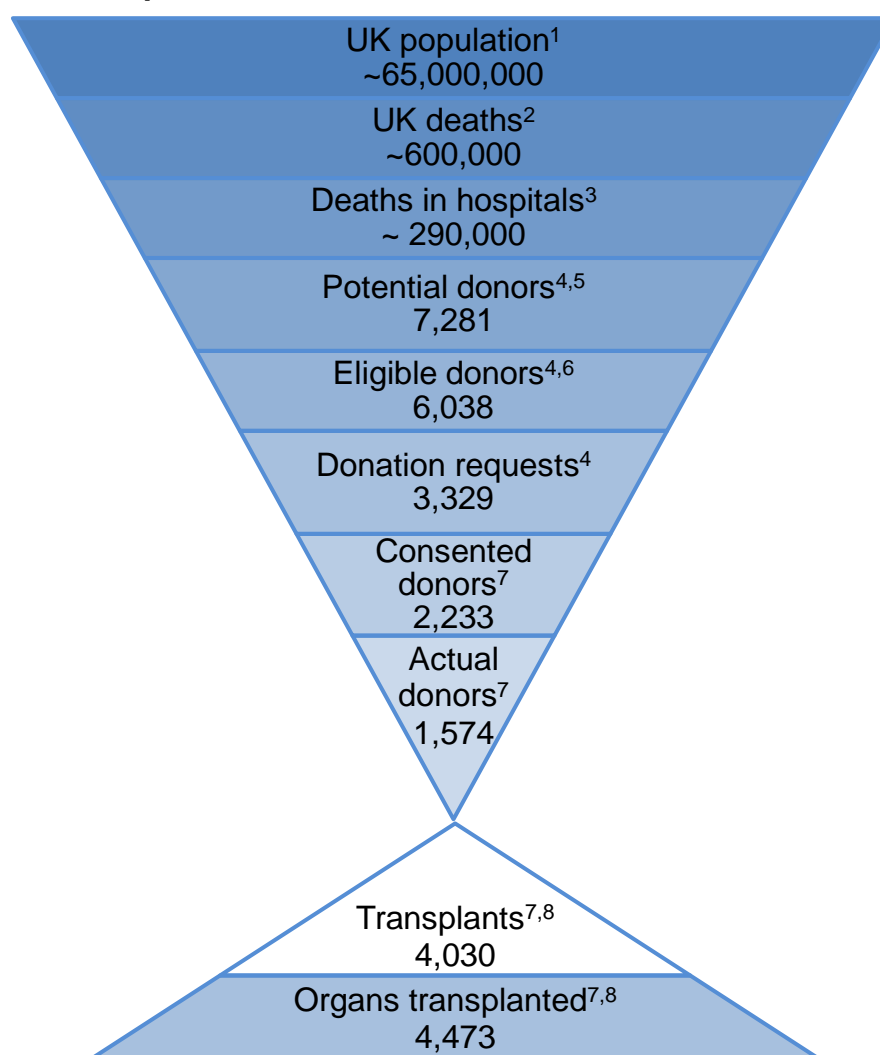 UK population¹
~65,000,000
UK deaths²
~600,000
Deaths in hospitals³
~ 290,000
Potential donors⁴,⁵
7,281
Eligible donors⁴,⁶
6,038
Donation requests⁴
3,329
Consented
donors⁷
2,233
Actual
donors⁷
1,574
Transplants⁷,⁸
4,030
Organs transplanted⁷,⁸
4,473